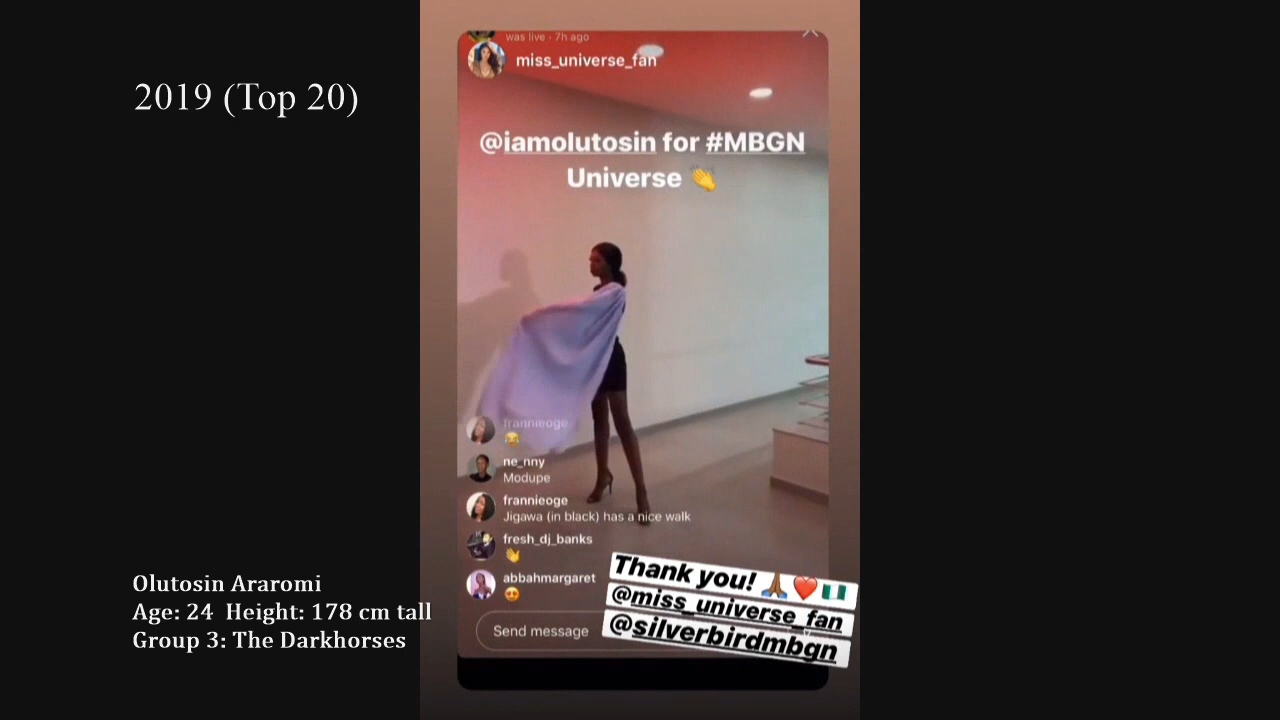 2019 (Top 20)
was live · 7h ago
miss_universe_fan
@iamolutosin for #MBGN
Universe 👏
frannieoge
😂
ne_nny
Modupe
frannieoge
Jigawa (in black) has a nice walk
fresh_dj_banks
👏
abbahmargaret
😍
Send message
Thank you! 🙏🏾❤️🇳🇬
@miss_universe_fan
@silverbirdmbgn
Olutosin Araromi
Age: 24 Height: 178 cm tall
Group 3: The Darkhorses